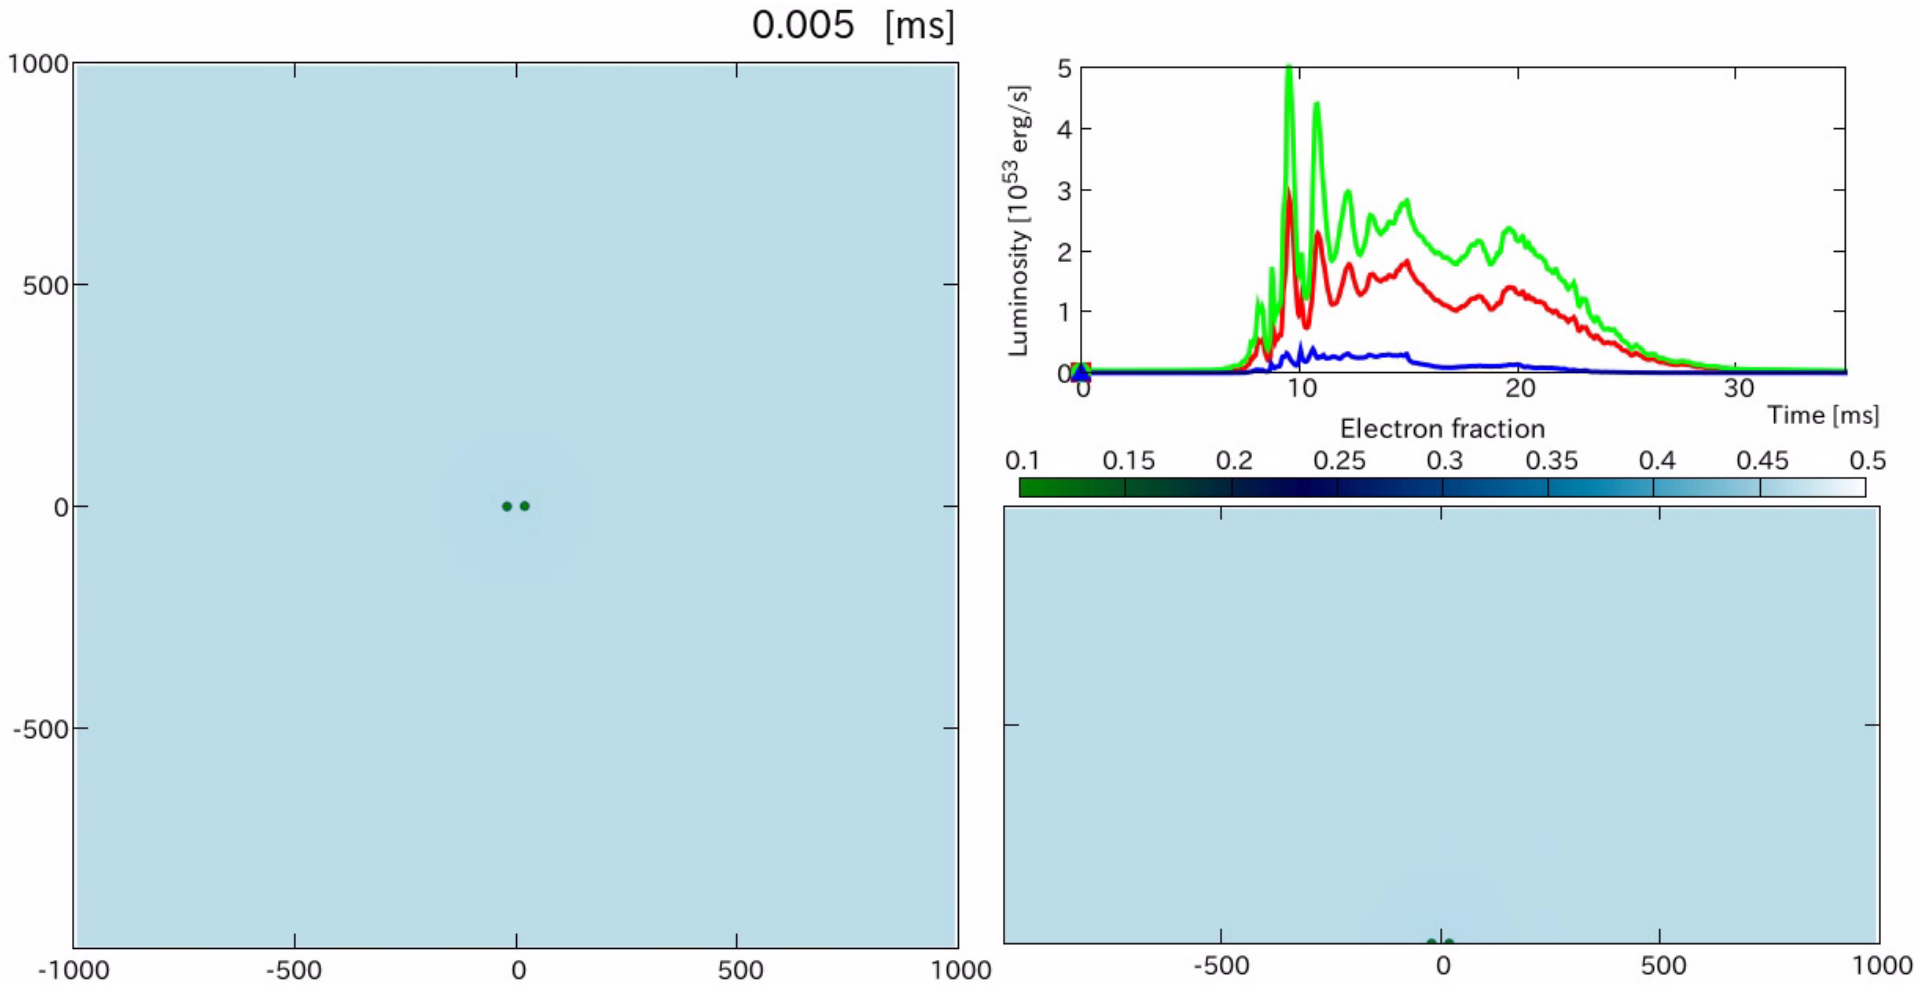 0.005 [ms]
1000
500
0
-500
-1000 -500 0 500 1000
Luminosity [10^53 erg/s]
5
4
3
2
1
0
0 10 20 30
Time [ms]
Electron fraction
0.1 0.15 0.2 0.25 0.3 0.35 0.4 0.45 0.5
-500 0 500 1000